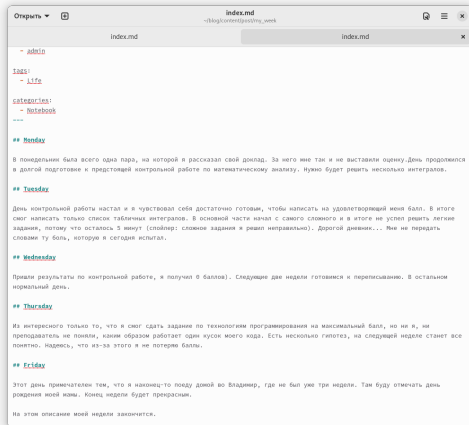 Открыть
index.md
~/blog/content/post/my_week
index.md
index.md
- admin
tags:
- Life
categories:
- Notebook
---
## Monday
В понедельник была всего одна пара, на которой я рассказал свой доклад. За него мне так и не выставили оценку.День продолжился
в долгой подготовке к предстоящей контрольной работе по математическому анализу. Нужно будет решить несколько интегралов.
## Tuesday
День контрольной работы настал и я чувствовал себя достаточно готовым, чтобы написать на удовлетворяющий меня балл. В итоге
смог написать только список табличных интегралов. В основной части начал с самого сложного и в итоге не успел решить легкие
задания, потому что осталось 5 минут (спойлер: сложное задания я решил неправильно). Дорогой дневник... Мне не передать
словами ту боль, которую я сегодня испытал.
## Wednesday
Пришли результаты по контрольной работе, я получил 0 баллов). Следующие две недели готовимся к переписыванию. В остальном
нормальный день.
## Thursday
Из интересного только то, что я смог сдать задание по технологиям программирования на максимальный балл, но ни я, ни
преподаватель не поняли, каким образом работает один кусок моего кода. Есть несколько гипотез, на следующей неделе станет все
понятно. Надеюсь, что из-за этого я не потеряю баллы.
## Friday
Этот день примечателен тем, что я наконец-то поеду домой во Владимир, где не был уже три недели. Там буду отмечать день
рождения моей мамы. Конец недели будет прекрасным.
На этом описание моей недели закончится.